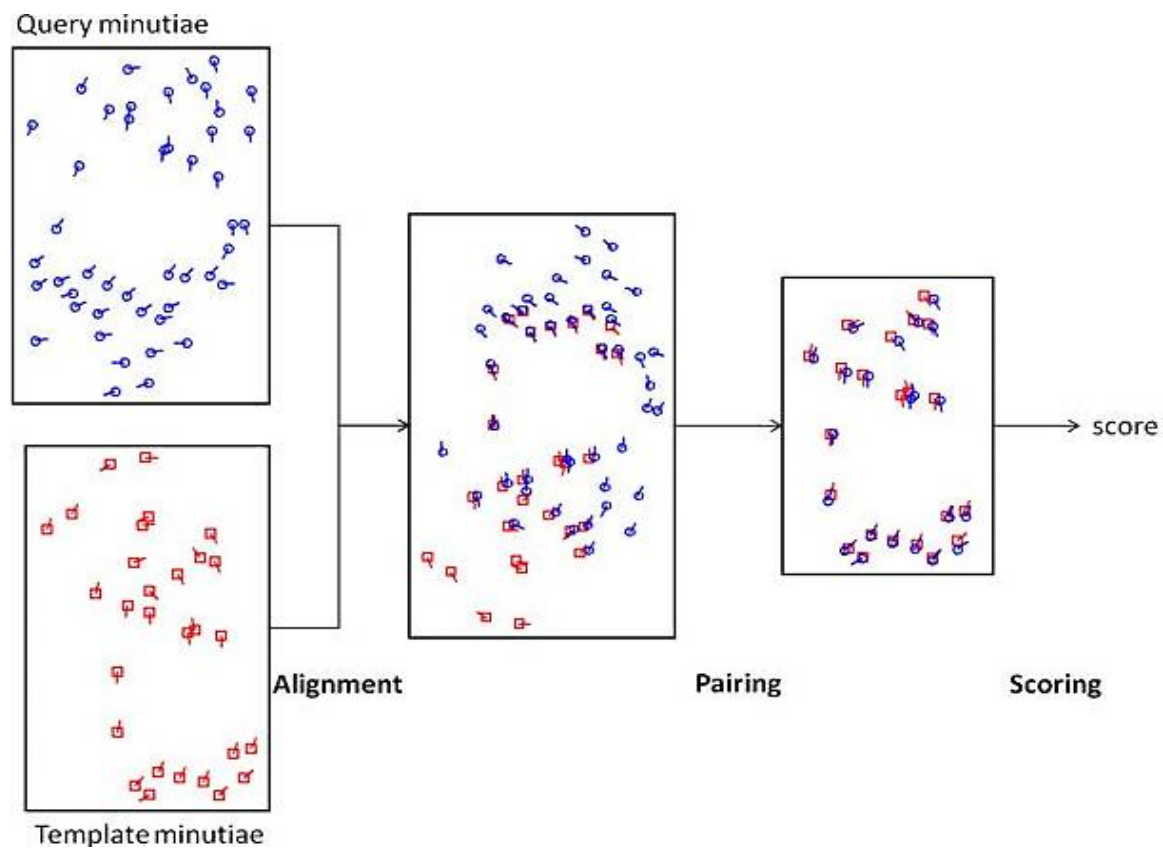 Query minutiae
score
Alignment
Pairing
Scoring
Template minutiae